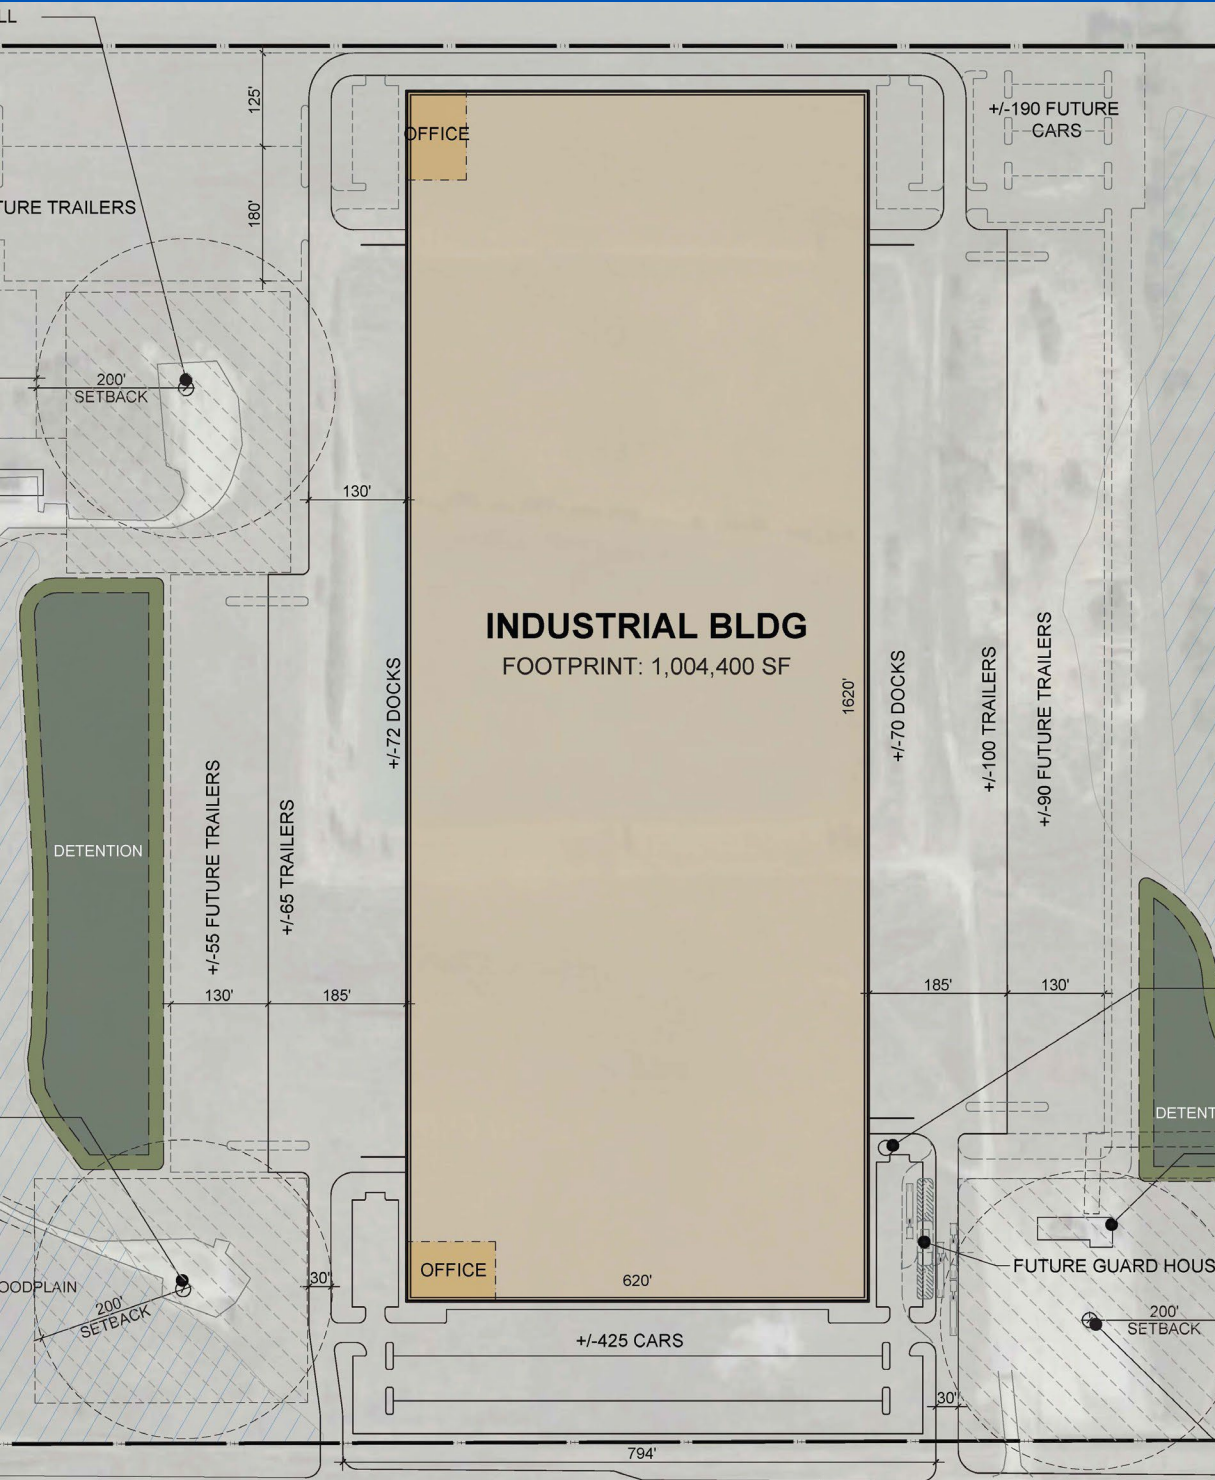 LL
125'
OFFICE
+/-190 FUTURE
CARS
TURE TRAILERS
180'
200'
SETBACK
130'
INDUSTRIAL BLDG
FOOTPRINT: 1,004,400 SF
1620'
+/-72 DOCKS
+/-70 DOCKS
+/-100 TRAILERS
+/-90 FUTURE TRAILERS
+/-55 FUTURE TRAILERS
+/-65 TRAILERS
DETENTION
130'
185'
185'
130'
DETENT
OODPLAIN
200'
SETBACK
30'
OFFICE
620'
FUTURE GUARD HOUS
200'
SETBACK
+/-425 CARS
30'
794'